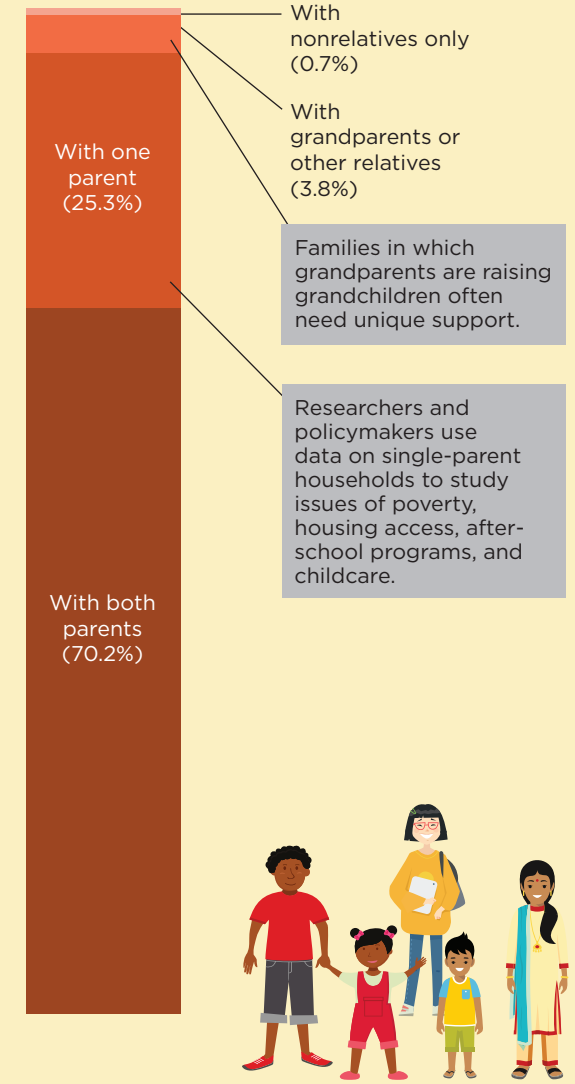 With
nonrelatives only
(0.7%)
With
grandparents or
other relatives
(3.8%)
With one
parent
(25.3%)
Families in which
grandparents are raising
grandchildren often
need unique support.
Researchers and
policymakers use
data on single-parent
households to study
issues of poverty,
housing access, after-
school programs, and
childcare.
With both
parents
(70.2%)